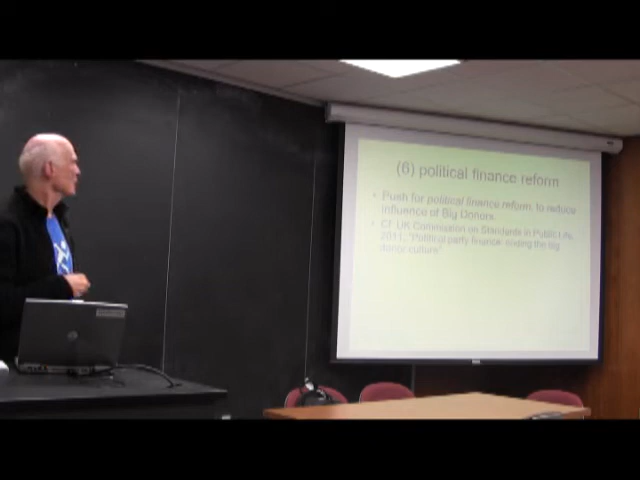 (6) political finance reform
• Push for political finance reform, to reduce
influence of Big Donors.
• Cf. UK Commission on Standards in Public Life,
2011, "Political party finance: ending the big
donor culture"